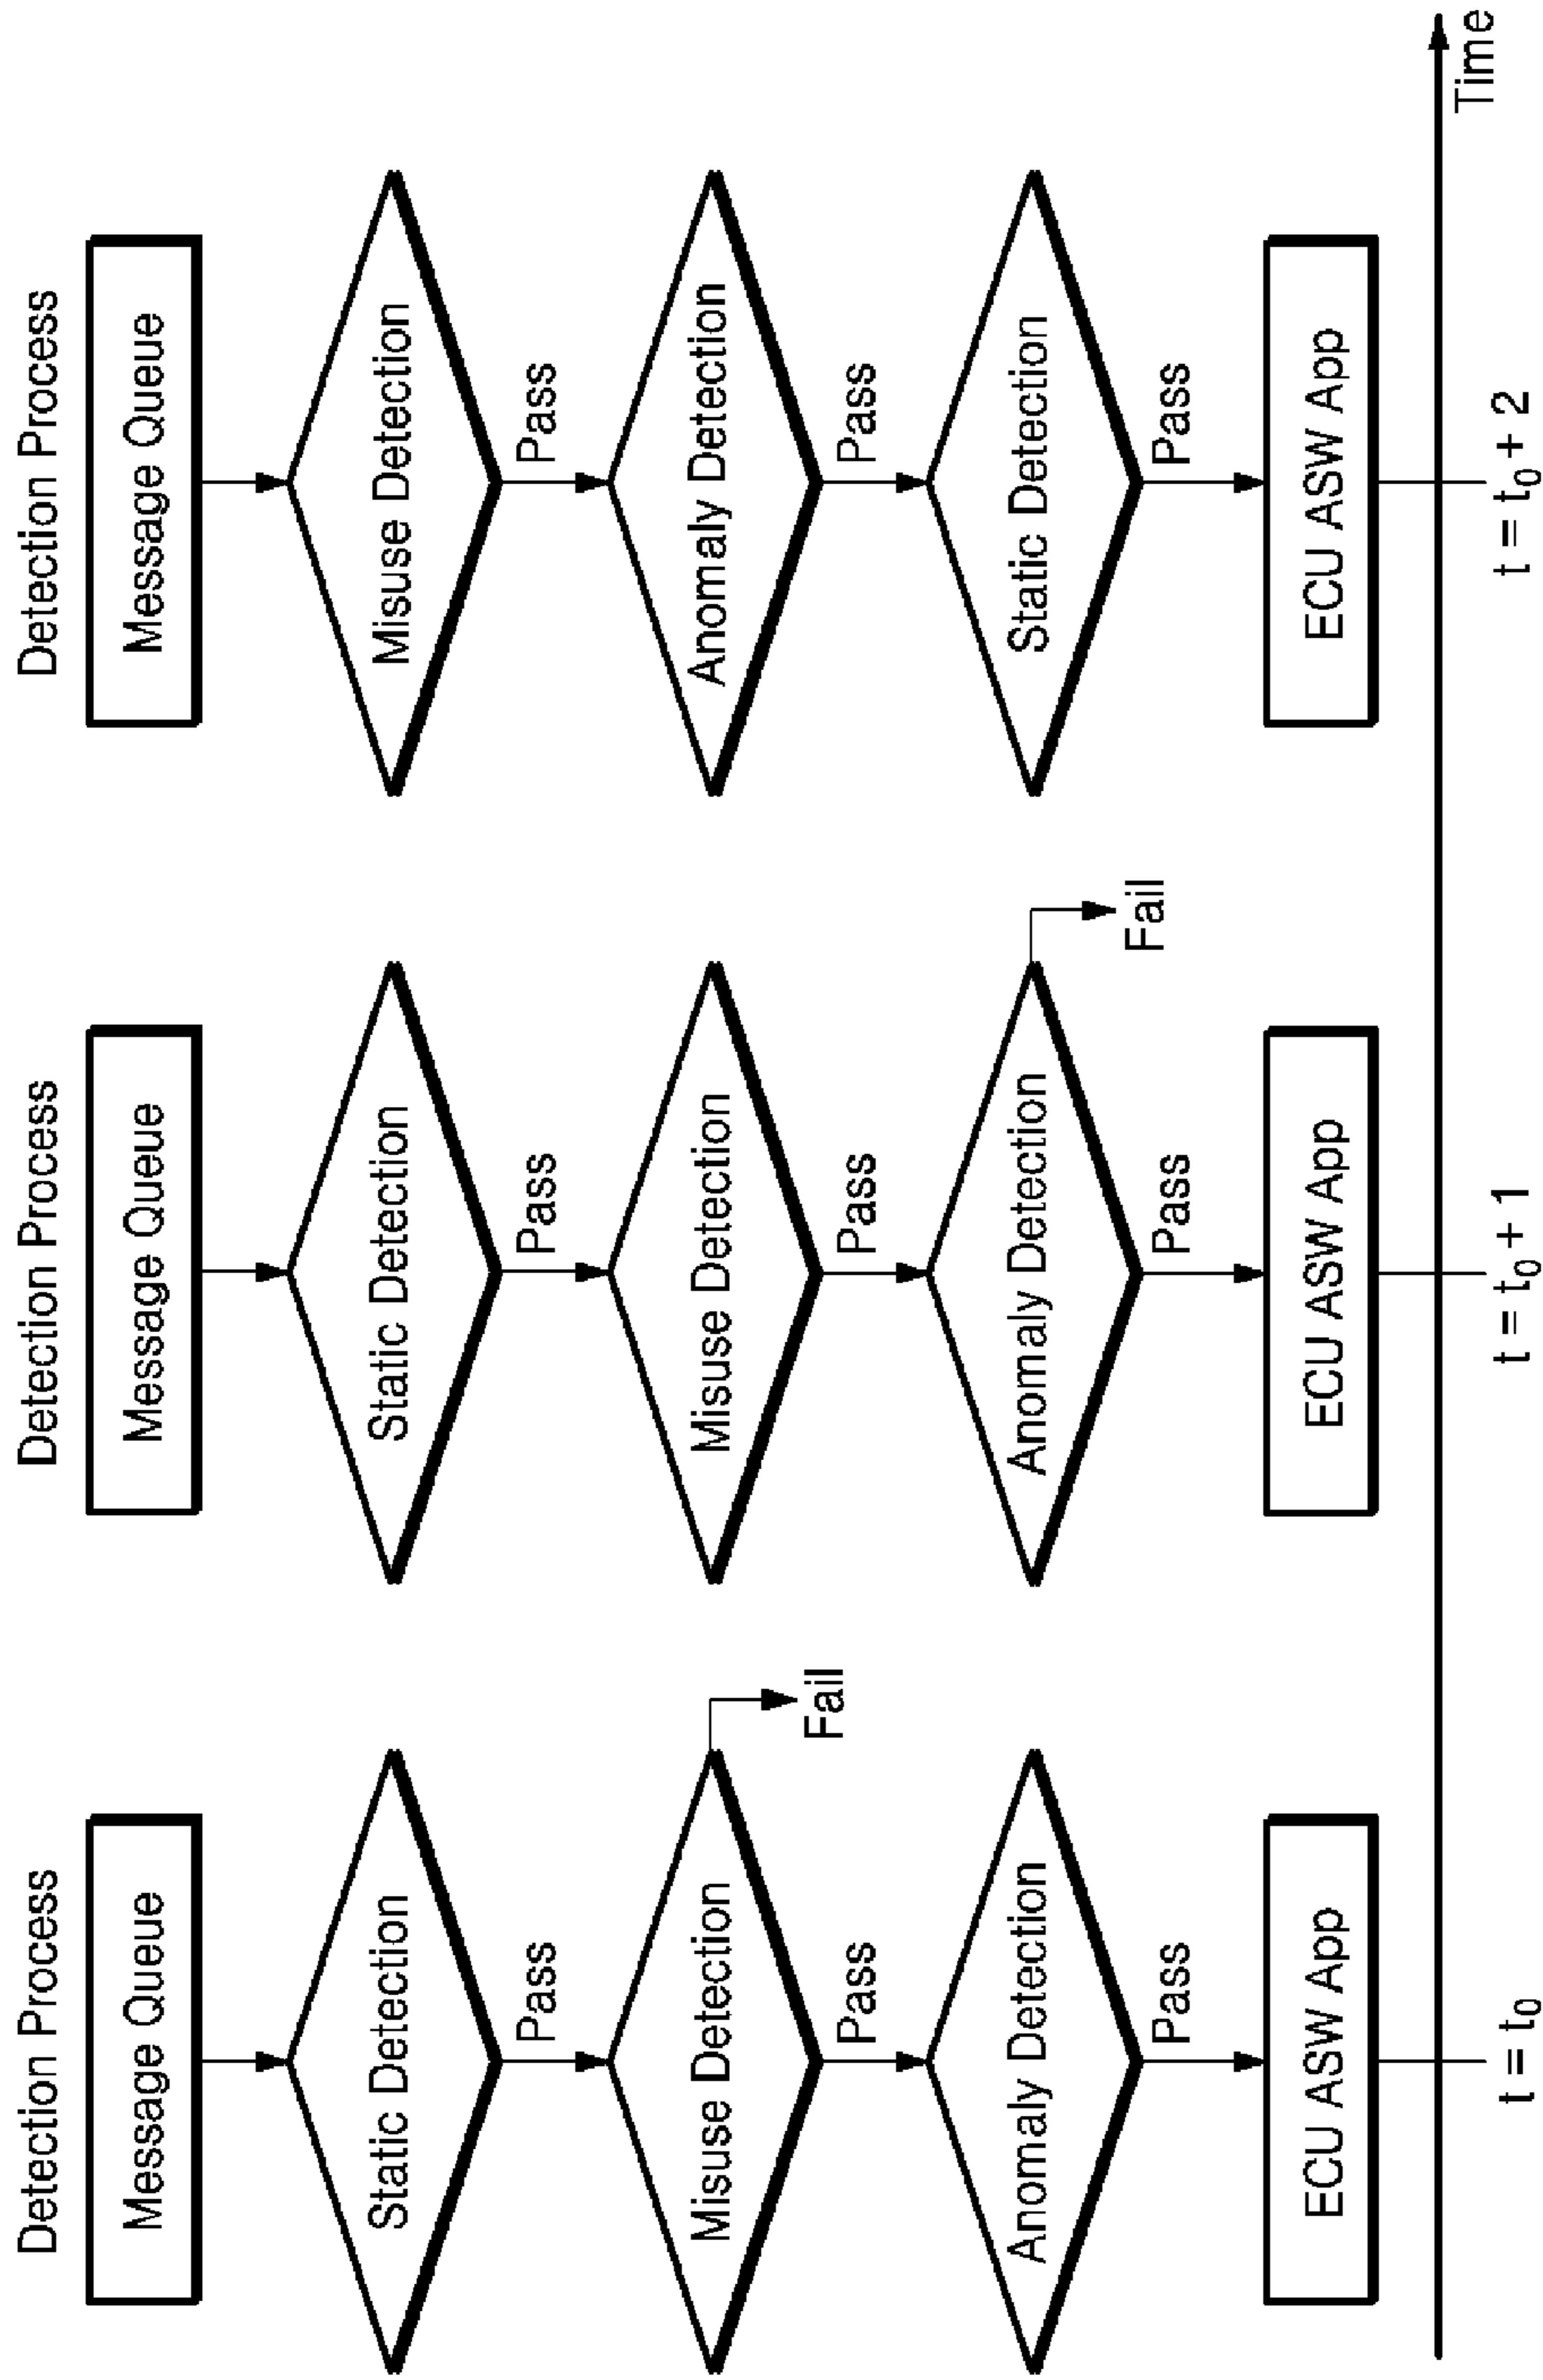 Detection Process
Message Queue
Static Detection
Pass
Misuse Detection
Fail
Pass
Anomaly Detection
Pass
ECU ASW App
t = t₀
Detection Process
Message Queue
Static Detection
Pass
Misuse Detection
Pass
Anomaly Detection
Fail
Pass
ECU ASW App
t = t₀ + 1
Detection Process
Message Queue
Misuse Detection
Pass
Anomaly Detection
Pass
Static Detection
Pass
ECU ASW App
t = t₀ + 2
Time